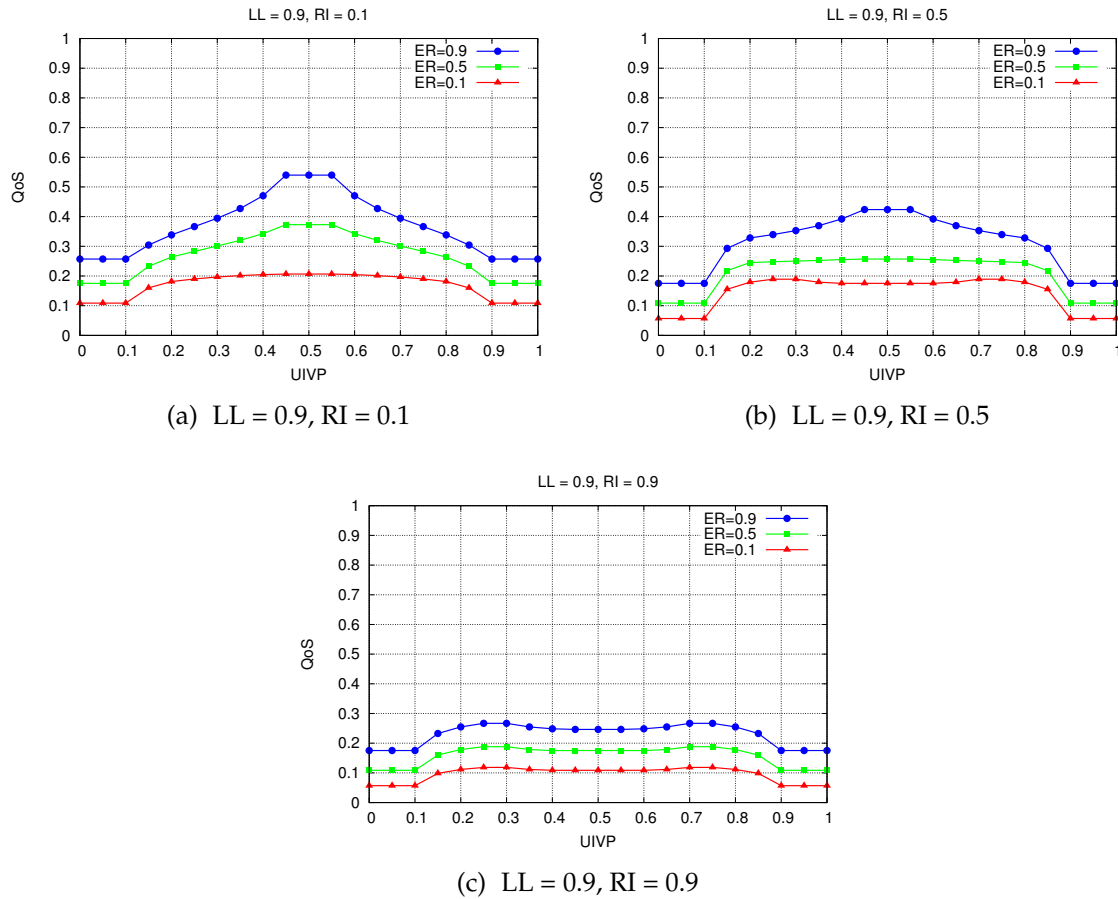 LL = 0.9, RI = 0.1
1
0.9
0.8
0.7
0.6
0.5
0.4
0.3
0.2
0.1
0
QoS
ER=0.9
ER=0.5
ER=0.1
0 0.1 0.2 0.3 0.4 0.5 0.6 0.7 0.8 0.9 1
UIVP
(a) LL = 0.9, RI = 0.1
LL = 0.9, RI = 0.5
1
0.9
0.8
0.7
0.6
0.5
0.4
0.3
0.2
0.1
0
QoS
ER=0.9
ER=0.5
ER=0.1
0 0.1 0.2 0.3 0.4 0.5 0.6 0.7 0.8 0.9 1
UIVP
(b) LL = 0.9, RI = 0.5
LL = 0.9, RI = 0.9
1
0.9
0.8
0.7
0.6
0.5
0.4
0.3
0.2
0.1
0
QoS
ER=0.9
ER=0.5
ER=0.1
0 0.1 0.2 0.3 0.4 0.5 0.6 0.7 0.8 0.9 1
UIVP
(c) LL = 0.9, RI = 0.9